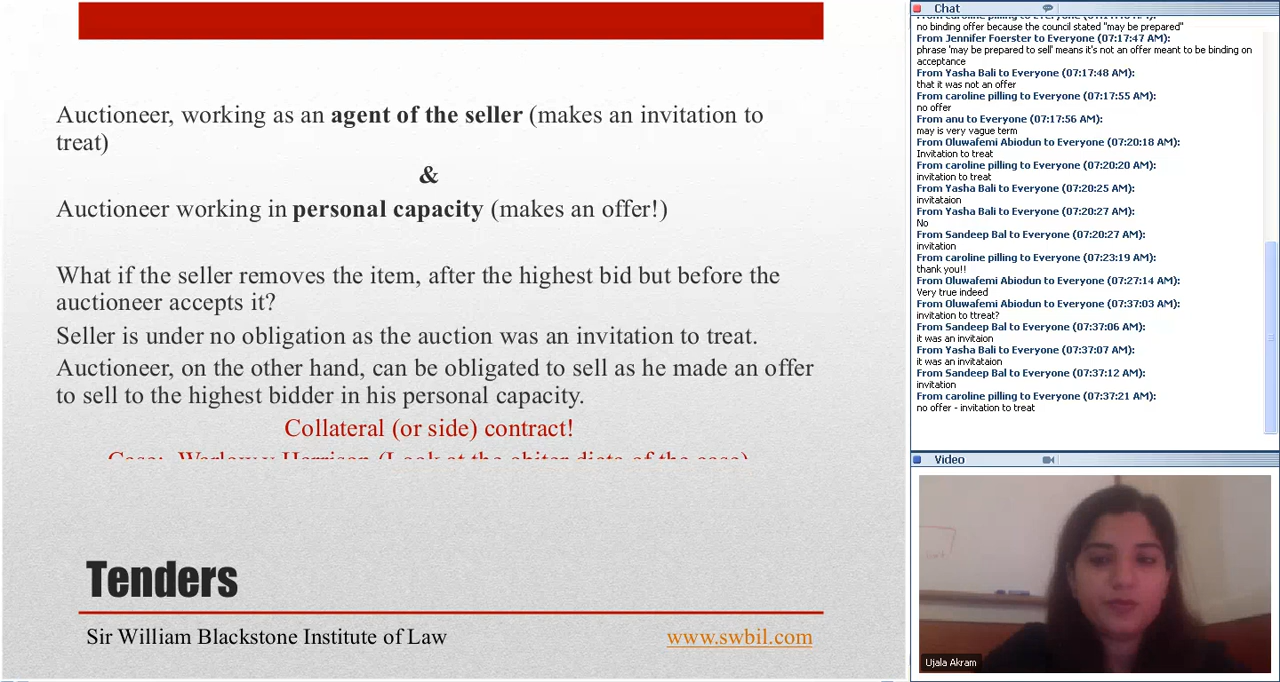 Auctioneer, working as an agent of the seller (makes an invitation to
treat)
&
Auctioneer working in personal capacity (makes an offer!)
What if the seller removes the item, after the highest bid but before the
auctioneer accepts it?
Seller is under no obligation as the auction was an invitation to treat.
Auctioneer, on the other hand, can be obligated to sell as he made an offer
to sell to the highest bidder in his personal capacity.
Collateral (or side) contract!
Case: Warlow v Harrison (Look at the obiter dicta of the case)
Tenders
Sir William Blackstone Institute of Law
www.swbil.com
Chat
no binding offer because the council stated "may be prepared"
From Jennifer Foerster to Everyone (07:17:47 AM):
phrase 'may be prepared to sell' means it's not an offer meant to be binding on
acceptance
From Yasha Bali to Everyone (07:17:48 AM):
that it was not an offer
From caroline pilling to Everyone (07:17:55 AM):
no offer
From anu to Everyone (07:17:56 AM):
may is very vague term
From Oluwafemi Abiodun to Everyone (07:20:18 AM):
Invitation to treat
From caroline pilling to Everyone (07:20:20 AM):
invitation to treat
From Yasha Bali to Everyone (07:20:25 AM):
invitataion
From Yasha Bali to Everyone (07:20:27 AM):
No
From Sandeep Bal to Everyone (07:20:27 AM):
invitation
From caroline pilling to Everyone (07:23:19 AM):
thank you!!
From Oluwafemi Abiodun to Everyone (07:27:14 AM):
Very true indeed
From Oluwafemi Abiodun to Everyone (07:37:03 AM):
invitation to ttreat?
From Sandeep Bal to Everyone (07:37:06 AM):
it was an invitaion
From Yasha Bali to Everyone (07:37:07 AM):
it was an invitataion
From Sandeep Bal to Everyone (07:37:12 AM):
invitation
From caroline pilling to Everyone (07:37:21 AM):
no offer - invitation to treat
Video
Ujala Akram